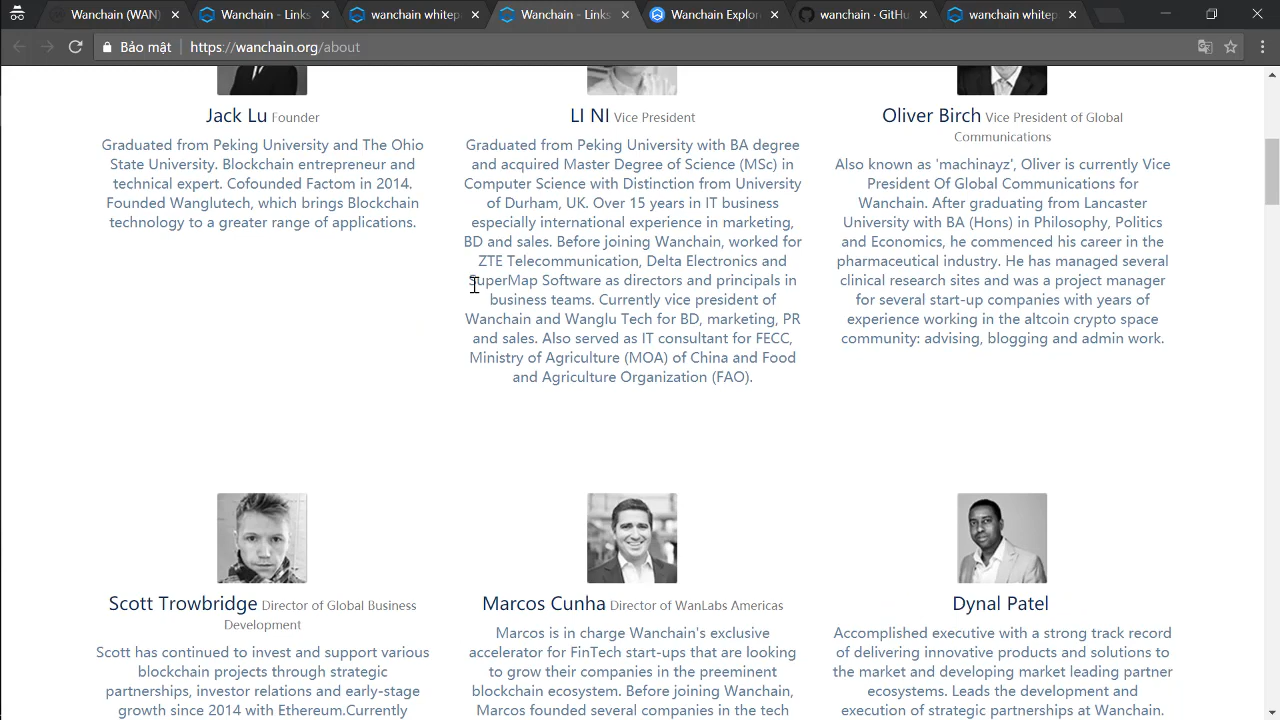 Wanchain (WAN)
Wanchain - Links
wanchain whitep
Wanchain - Links
Wanchain Explor
wanchain · GitHu
wanchain whitep
Bảo mật
https://wanchain.org/about
Jack Lu Founder
Graduated from Peking University and The Ohio
State University. Blockchain entrepreneur and
technical expert. Cofounded Factom in 2014.
Founded Wanglutech, which brings Blockchain
technology to a greater range of applications.
LI NI Vice President
Graduated from Peking University with BA degree
and acquired Master Degree of Science (MSc) in
Computer Science with Distinction from University
of Durham, UK. Over 15 years in IT business
especially international experience in marketing,
BD and sales. Before joining Wanchain, worked for
ZTE Telecommunication, Delta Electronics and
SuperMap Software as directors and principals in
business teams. Currently vice president of
Wanchain and Wanglu Tech for BD, marketing, PR
and sales. Also served as IT consultant for FECC,
Ministry of Agriculture (MOA) of China and Food
and Agriculture Organization (FAO).
Oliver Birch Vice President of Global
Communications
Also known as 'machinayz', Oliver is currently Vice
President Of Global Communications for
Wanchain. After graduating from Lancaster
University with BA (Hons) in Philosophy, Politics
and Economics, he commenced his career in the
pharmaceutical industry. He has managed several
clinical research sites and was a project manager
for several start-up companies with years of
experience working in the altcoin crypto space
community: advising, blogging and admin work.
Scott Trowbridge Director of Global Business
Development
Scott has continued to invest and support various
blockchain projects through strategic
partnerships, investor relations and early-stage
growth since 2014 with Ethereum.Currently
Marcos Cunha Director of WanLabs Americas
Marcos is in charge Wanchain's exclusive
accelerator for FinTech start-ups that are looking
to grow their companies in the preeminent
blockchain ecosystem. Before joining Wanchain,
Marcos founded several companies in the tech
Dynal Patel
Accomplished executive with a strong track record
of delivering innovative products and solutions to
the market and developing market leading partner
ecosystems. Leads the development and
execution of strategic partnerships at Wanchain.